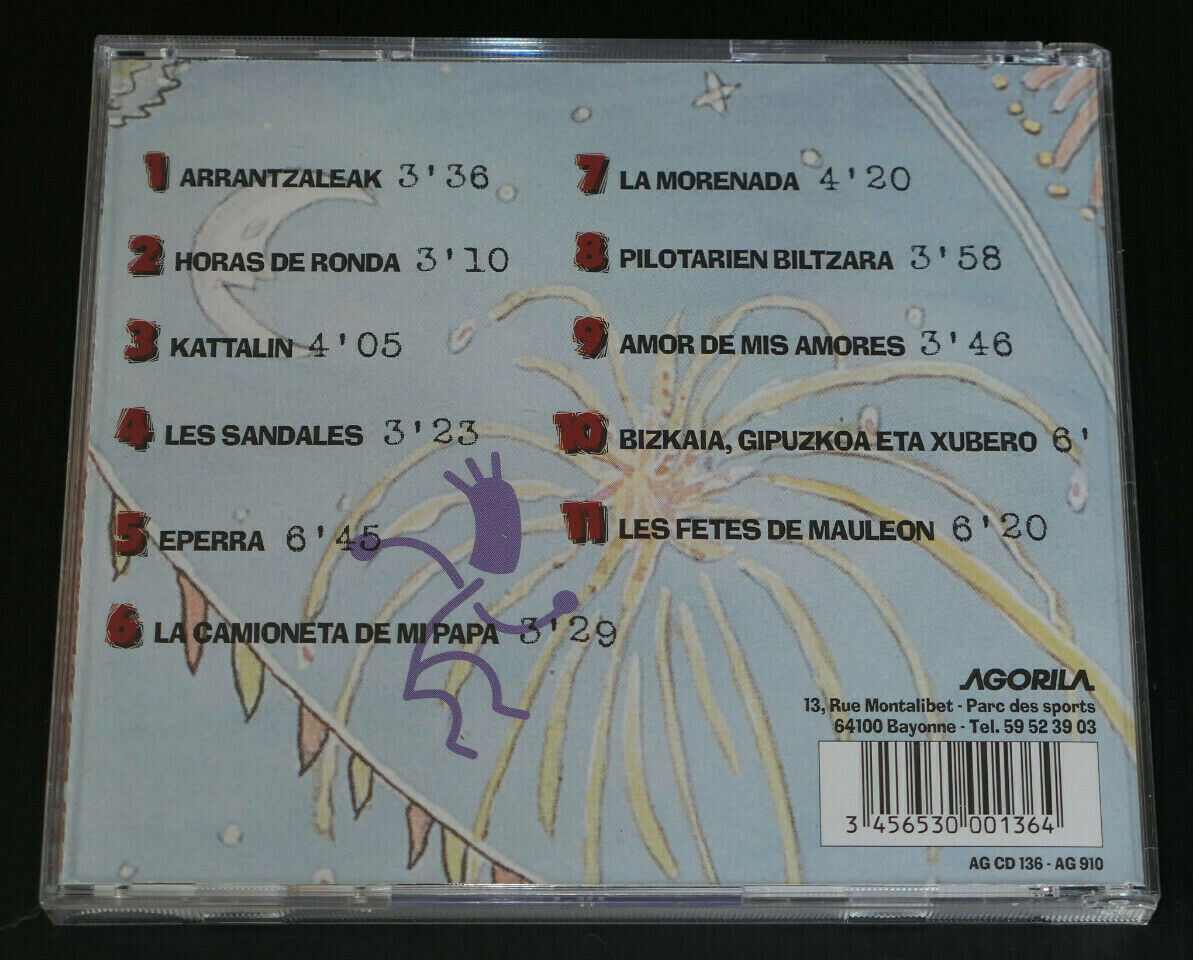 1 ARRANTZALEAK 3'36
2 HORAS DE RONDA 3'10
3 KATTALIN 4'05
4 LES SANDALES 3'23
5 EPERRA 6'45
6 LA CAMIONETA DE MI PAPA 3'29
7 LA MORENADA 4'20
8 PILOTARIEN BILTZARA 3'58
9 AMOR DE MIS AMORES 3'46
10 BIZKAIA, GIPUZKOA ETA XUBERO 6'
11 LES FETES DE MAULEON 6'20
AGORILA
13, Rue Montalibet - Parc des sports
64100 Bayonne - Tel. 59 52 39 03
3 456530 001364
AG CD 136 - AG 910